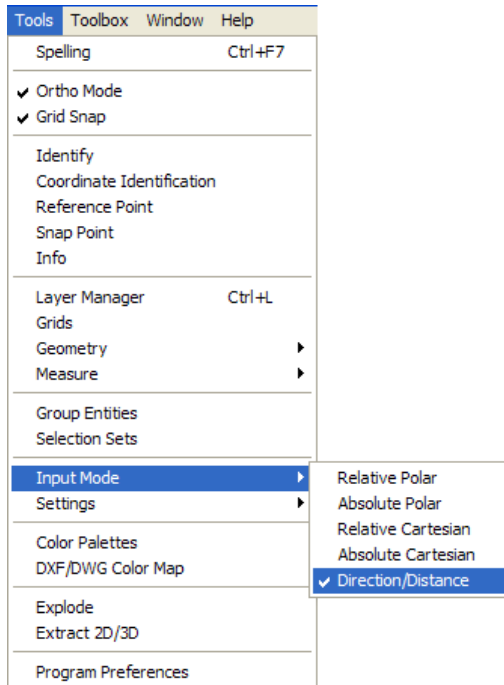 Tools Toolbox Window Help
Spelling Ctrl+F7
Ortho Mode
Grid Snap
Identify
Coordinate Identification
Reference Point
Snap Point
Info
Layer Manager Ctrl+L
Grids
Geometry
Measure
Group Entities
Selection Sets
Input Mode
Settings
Color Palettes
DXF/DWG Color Map
Explode
Extract 2D/3D
Program Preferences
Relative Polar
Absolute Polar
Relative Cartesian
Absolute Cartesian
Direction/Distance